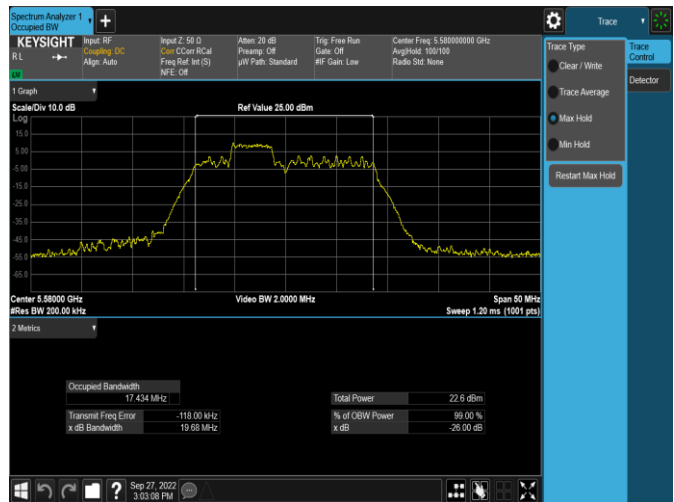 Spectrum Analyzer 1
Occupied BW
+
Trace
KEYSIGHT
RL
LV
Input: RF
Coupling: DC
Align: Auto
Input Z: 50 Ω
Corr CCorr RCal
Freq Ref: Int (S)
NFE: Off
Atten: 20 dB
Preamp: Off
µW Path: Standard
Trig: Free Run
Gate: Off
#IF Gain: Low
Center Freq: 5.580000000 GHz
Avg|Hold: 100/100
Radio Std: None
Trace Type
Clear / Write
Trace Average
Max Hold
Min Hold
Restart Max Hold
Trace
Control
Detector
1 Graph
Scale/Div 10.0 dB
Ref Value 25.00 dBm
Log
15.0
5.00
-5.00
-15.0
-25.0
-35.0
-45.0
-55.0
-65.0
Center 5.58000 GHz
Video BW 2.0000 MHz
Span 50 MHz
#Res BW 200.00 kHz
Sweep 1.20 ms (1001 pts)
2 Metrics
Occupied Bandwidth
17.434 MHz
Total Power 22.6 dBm
Transmit Freq Error -118.00 kHz
% of OBW Power 99.00 %
x dB Bandwidth 19.68 MHz
x dB -26.00 dB
?
Sep 27, 2022
3:03:08 PM